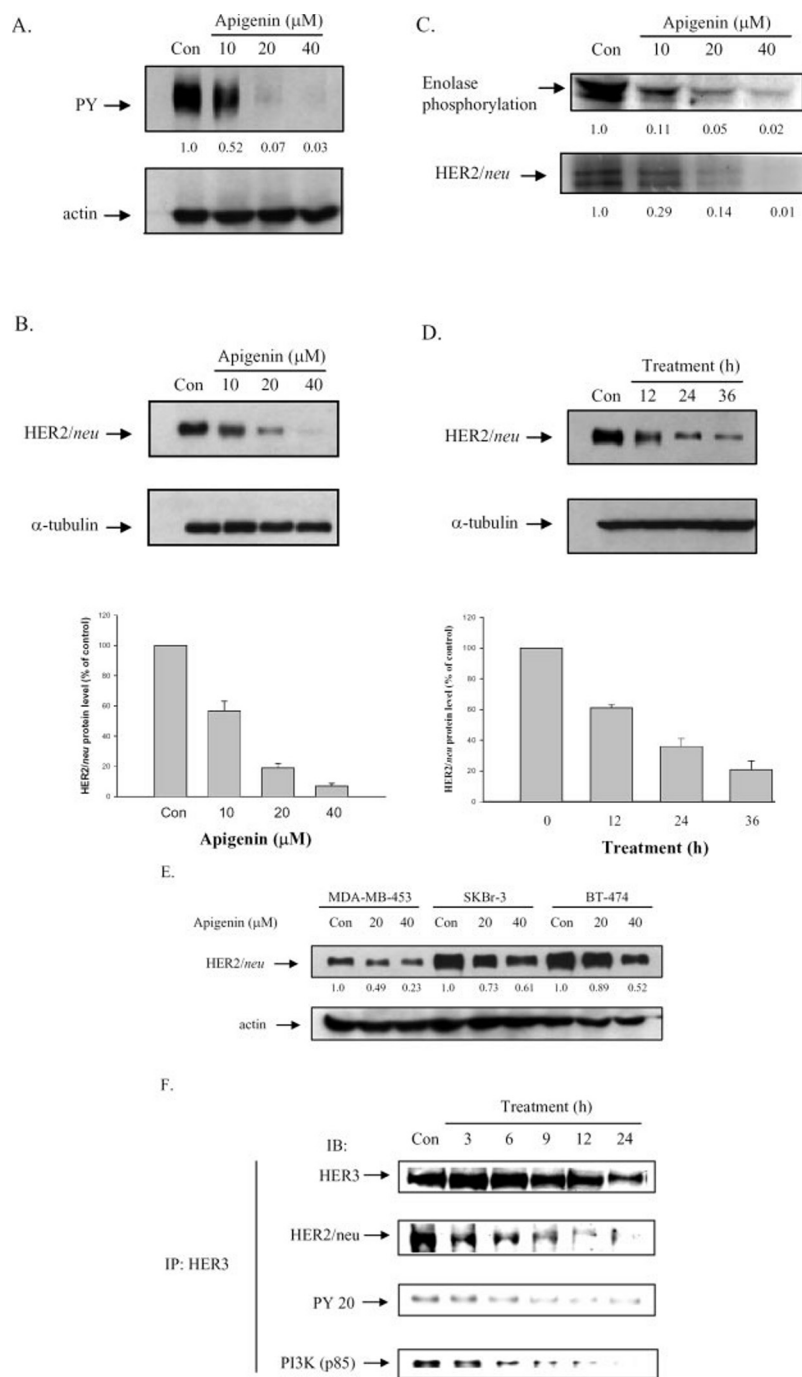 A.
Apigenin (μM)
Con 10 20 40
PY
1.0 0.52 0.07 0.03
actin
C.
Apigenin (μM)
Con 10 20 40
Enolase
phosphorylation
1.0 0.11 0.05 0.02
HER2/neu
1.0 0.29 0.14 0.01
B.
Apigenin (μM)
Con 10 20 40
HER2/neu
α-tubulin
120
100
80
60
40
20
0
HER2/neu protein level (% of control)
Con 10 20 40
Apigenin (μM)
D.
Treatment (h)
Con 12 24 36
HER2/neu
α-tubulin
120
100
80
60
40
20
0
HER2/neu protein level (% of control)
0 12 24 36
Treatment (h)
E.
MDA-MB-453 SKBr-3 BT-474
Apigenin (μM) Con 20 40 Con 20 40 Con 20 40
HER2/neu
1.0 0.49 0.23 1.0 0.73 0.61 1.0 0.89 0.52
actin
F.
Treatment (h)
IB: Con 3 6 9 12 24
HER3
HER2/neu
IP: HER3
PY 20
PI3K (p85)